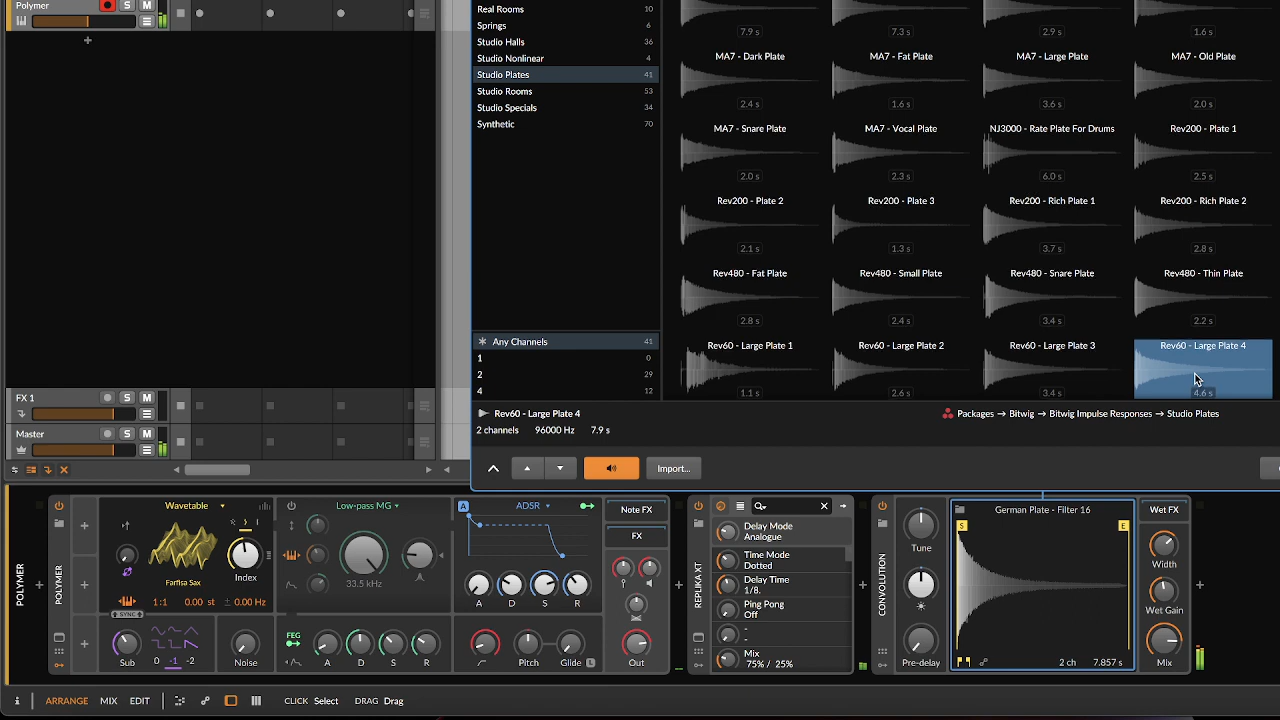 Polymer
S
M
+
Real Rooms 10
Springs 6
Studio Halls 36
Studio Nonlinear 4
Studio Plates 41
Studio Rooms 53
Studio Specials 34
Synthetic 70
7.9 s 7.3 s 2.9 s 1.6 s
MA7 - Dark Plate MA7 - Fat Plate MA7 - Large Plate MA7 - Old Plate
2.4 s 1.6 s 3.6 s 2.0 s
MA7 - Snare Plate MA7 - Vocal Plate NJ3000 - Rate Plate For Drums Rev200 - Plate 1
2.0 s 2.3 s 6.0 s 2.5 s
Rev200 - Plate 2 Rev200 - Plate 3 Rev200 - Rich Plate 1 Rev200 - Rich Plate 2
2.1 s 1.3 s 3.7 s 2.8 s
Rev480 - Fat Plate Rev480 - Small Plate Rev480 - Snare Plate Rev480 - Thin Plate
2.8 s 2.4 s 3.4 s 2.2 s
Rev60 - Large Plate 1 Rev60 - Large Plate 2 Rev60 - Large Plate 3 Rev60 - Large Plate 4
1.1 s 2.6 s 3.4 s 4.6 s
Any Channels 41
1 0
2 29
4 12
Rev60 - Large Plate 4
Packages → Bitwig → Bitwig Impulse Responses → Studio Plates
2 channels 96000 Hz 7.9 s
Import...
FX 1 S M
Master S M
POLYMER
POLYMER
Wavetable
Index
Farfisa Sax
1:1 0.00 st ± 0.00 Hz
SYNC
Sub 0 -1 -2
Noise
Low-pass MG
33.5 kHz
FEG
A D S R
A ADSR
A D S R
Pitch Glide L
Note FX
FX
Out
REPLIKAXT
Delay Mode
Analogue
Time Mode
Dotted
Delay Time
1/8.
Ping Pong
Off
-
-
Mix
75% / 25%
CONVOLUTION
Tune
Pre-delay
German Plate - Filter 16
S E
2 ch 7.857 s
Wet FX
Width
Wet Gain
Mix
i ARRANGE MIX EDIT CLICK Select DRAG Drag